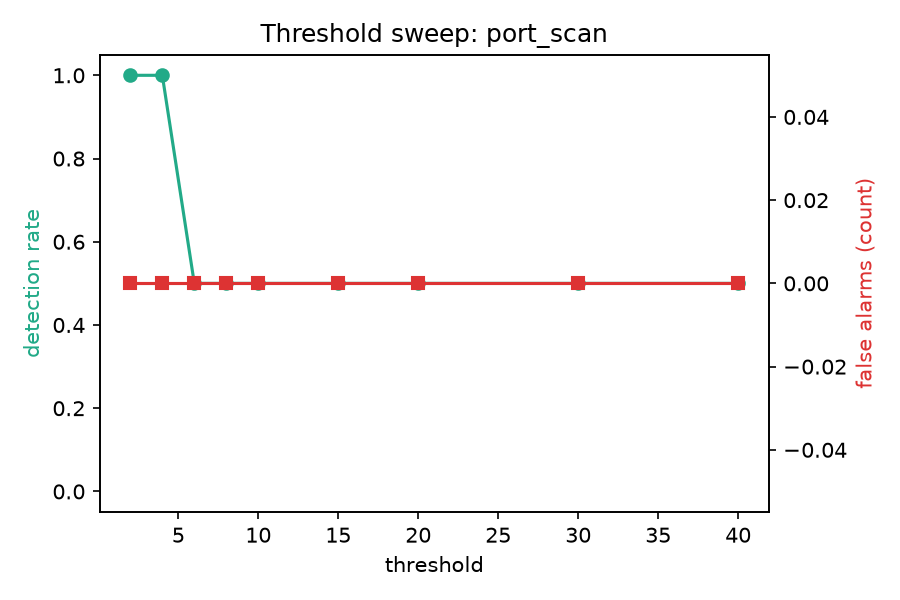 Threshold sweep: port_scan
1.0
0.8
0.6
0.4
0.2
0.0
detection rate
0.04
0.02
0.00
−0.02
−0.04
false alarms (count)
5 10 15 20 25 30 35 40
threshold